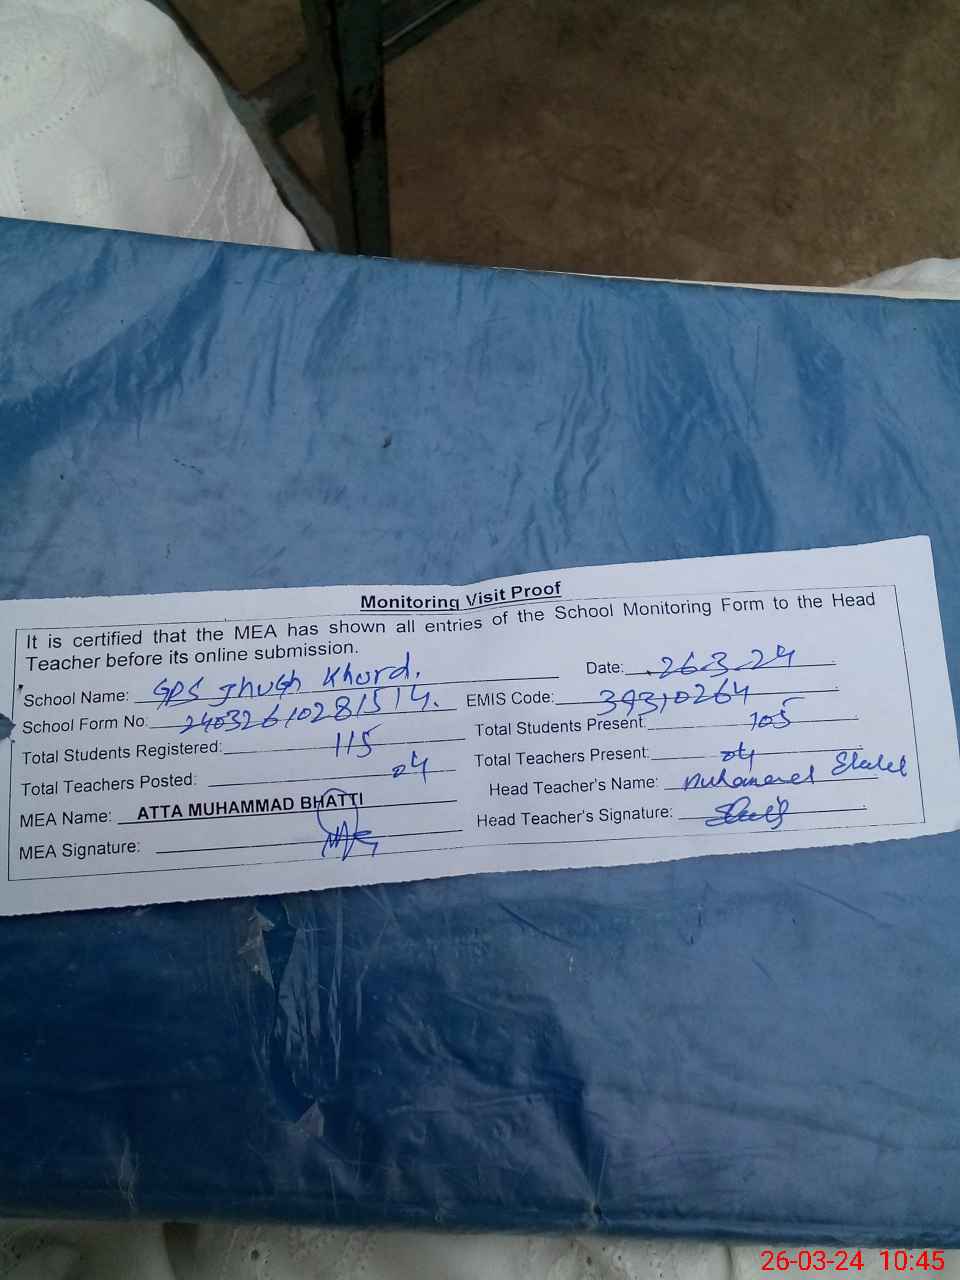 Monitoring Visit Proof
It is certified that the MEA has shown all entries of the School Monitoring Form to the Head
Teacher before its online submission.
School Name: GPS Jhugh Khurd. Date: 26.3.24
School Form No: 24032610281514. EMIS Code: 39310264
Total Students Registered: 115 Total Students Present: 105
Total Teachers Posted: 04 Total Teachers Present: 04
MEA Name: ATTA MUHAMMAD BHATTI Head Teacher's Name: Muhammad
MEA Signature: Head Teacher's Signature:
26-03-24 10:45